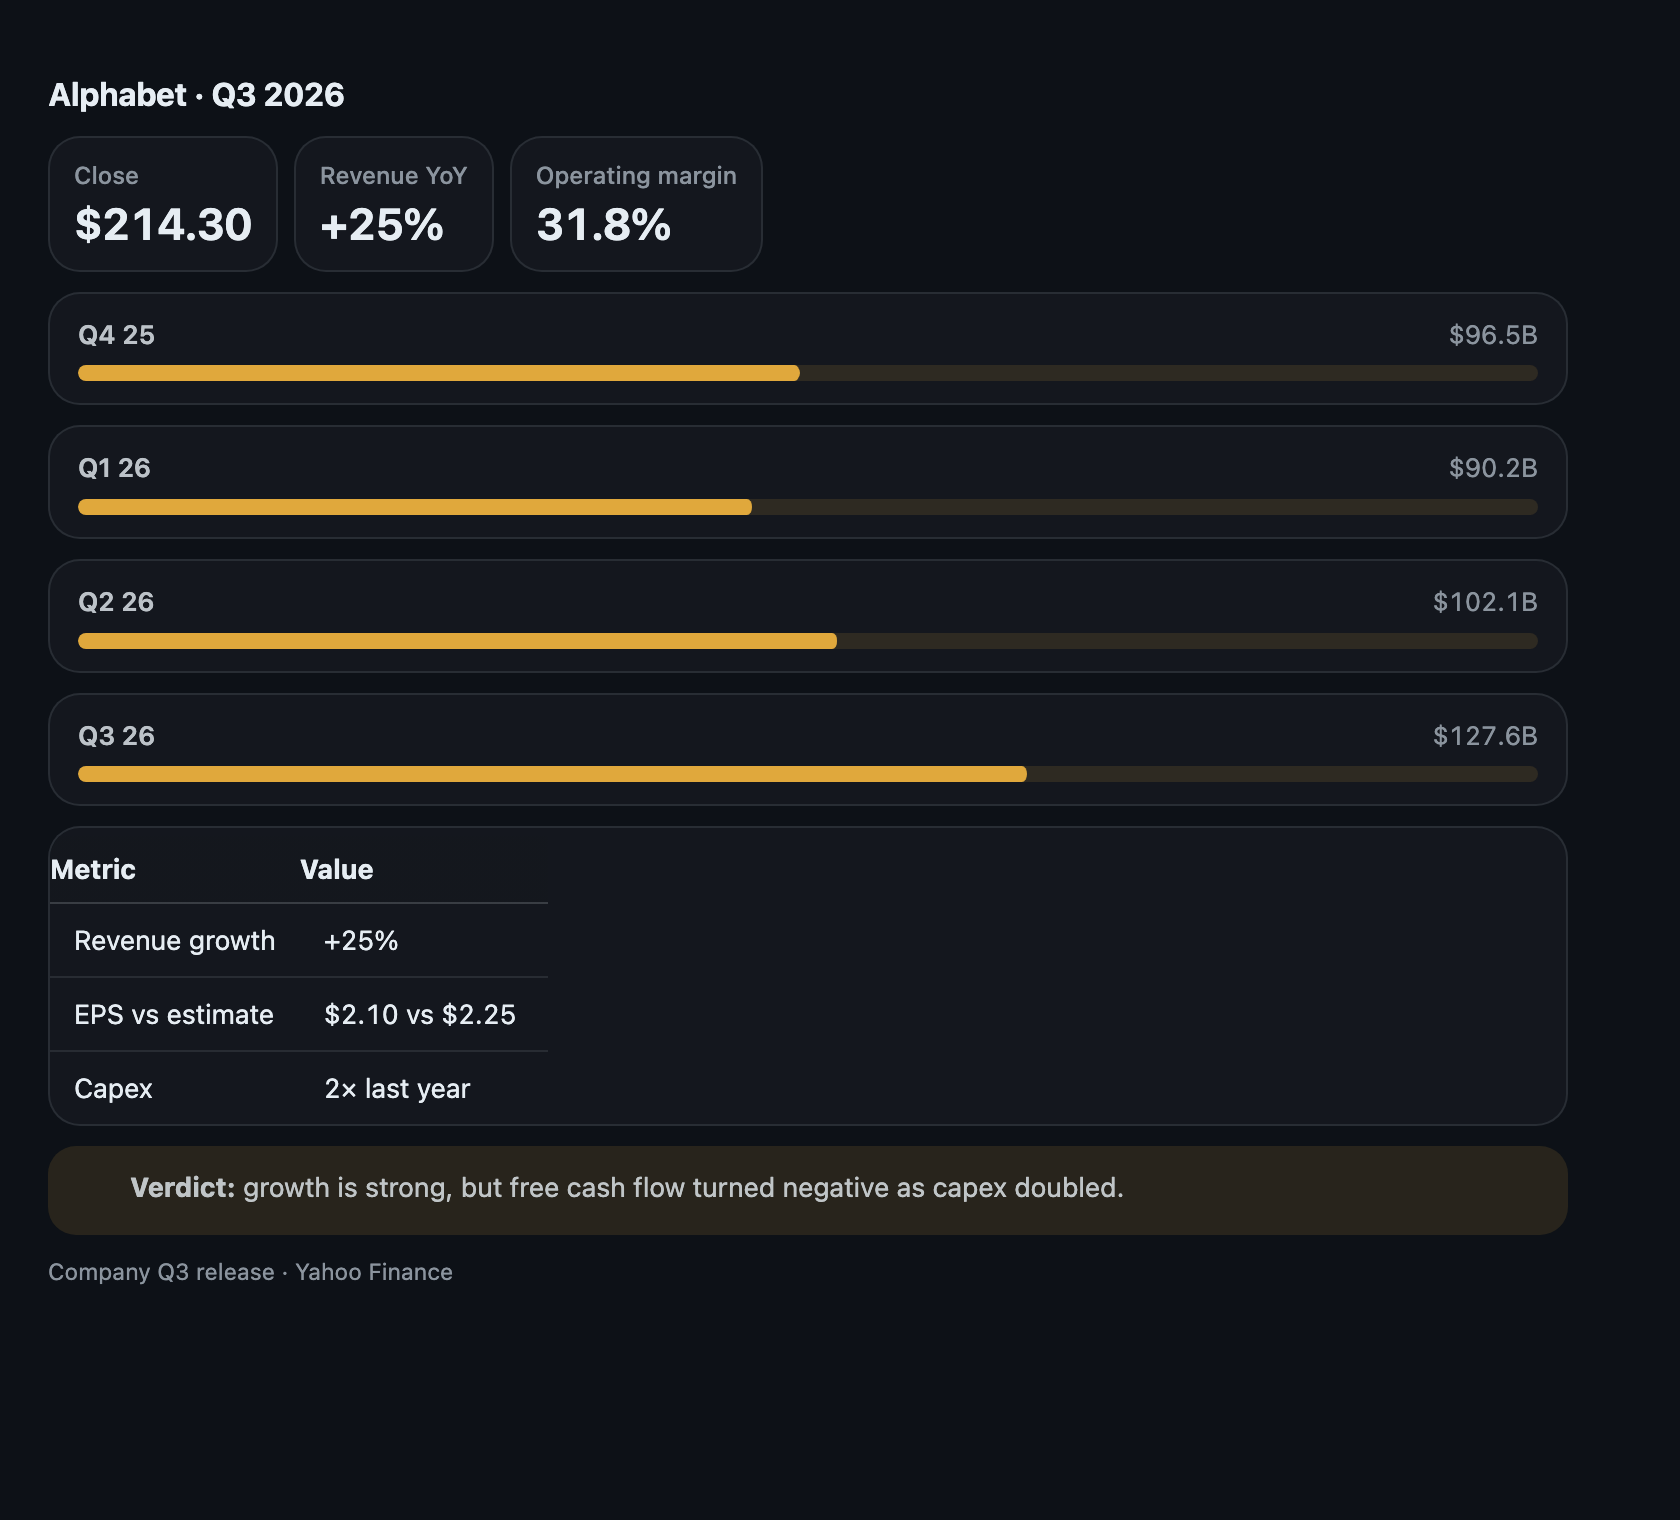 Alphabet · Q3 2026
Close
$214.30
Revenue YoY
+25%
Operating margin
31.8%
Q4 25 $96.5B
Q1 26 $90.2B
Q2 26 $102.1B
Q3 26 $127.6B
Metric Value
Revenue growth +25%
EPS vs estimate $2.10 vs $2.25
Capex 2× last year
Verdict: growth is strong, but free cash flow turned negative as capex doubled.
Company Q3 release · Yahoo Finance